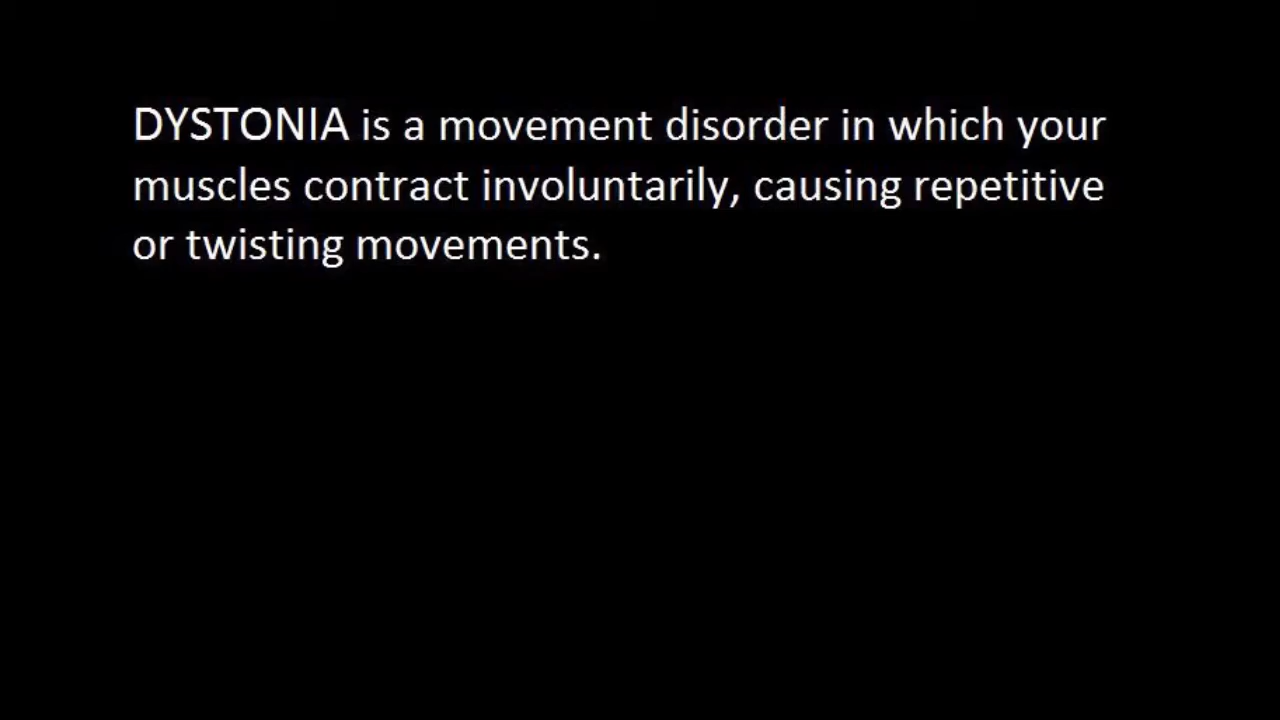 DYSTONIA is a movement disorder in which your
muscles contract involuntarily, causing repetitive
or twisting movements.